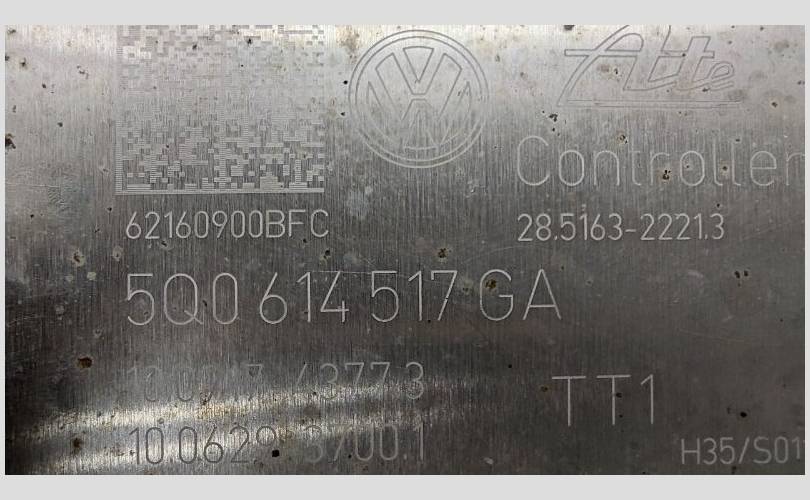 Ate
Controller
62160900BFC
28.5163-2221.3
5Q0 614 517 GA
TT1
H35/S01